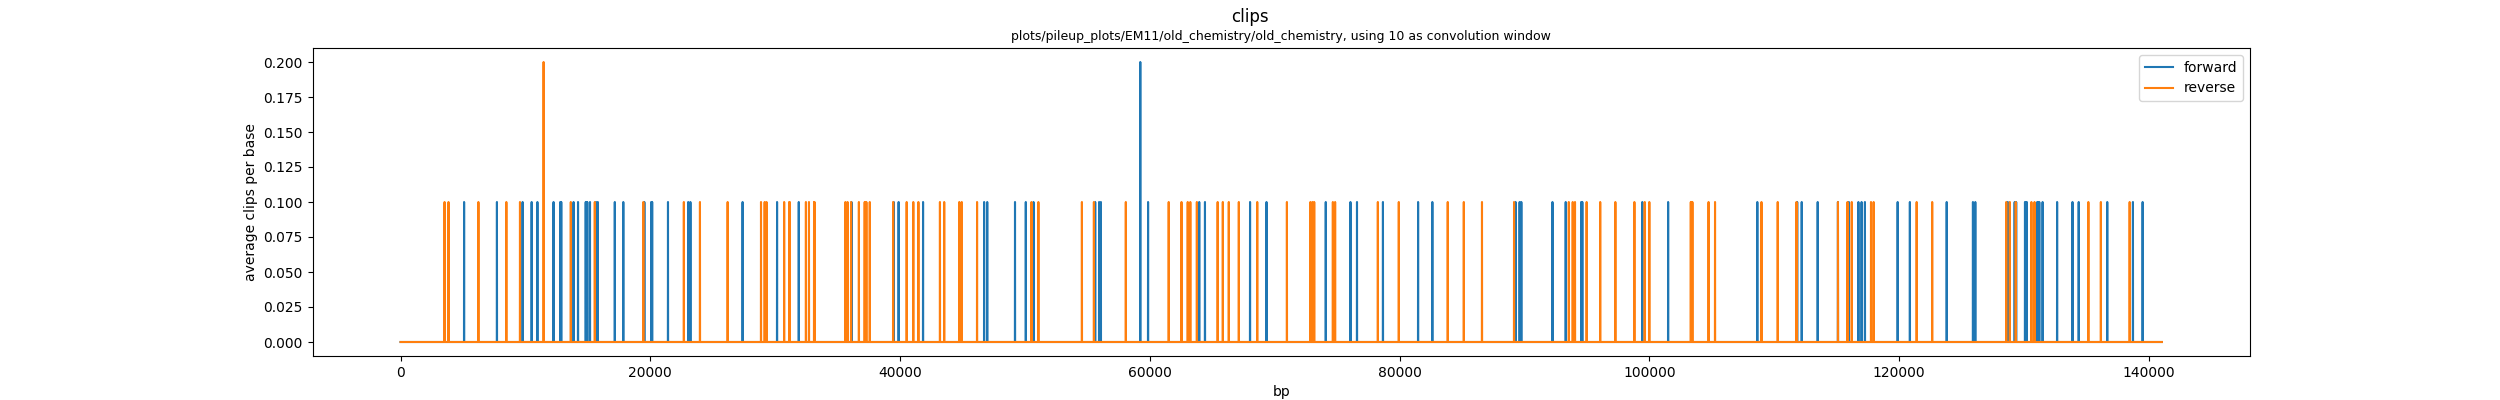 clips
plots/pileup_plots/EM11/old_chemistry/old_chemistry, using 10 as convolution window
average clips per base
0.200
0.175
0.150
0.125
0.100
0.075
0.050
0.025
0.000
forward
reverse
0 20000 40000 60000 80000 100000 120000 140000
bp